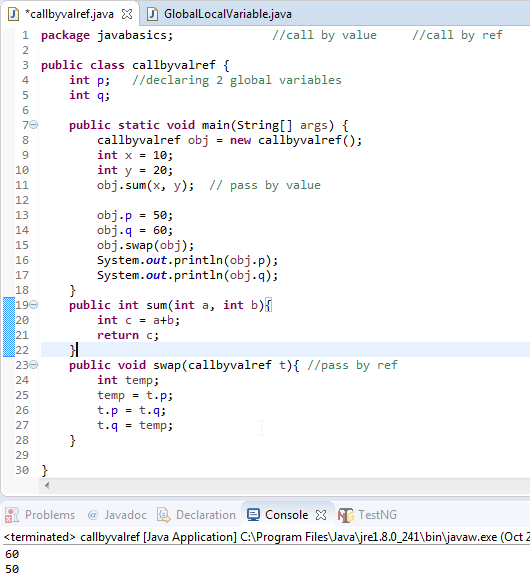 *callbyvalref.java GlobalLocalVariable.java
1 package javabasics; //call by value //call by ref
2
3 public class callbyvalref {
4 int p; //declaring 2 global variables
5 int q;
6
7 public static void main(String[] args) {
8 callbyvalref obj = new callbyvalref();
9 int x = 10;
10 int y = 20;
11 obj.sum(x, y); // pass by value
12
13 obj.p = 50;
14 obj.q = 60;
15 obj.swap(obj);
16 System.out.println(obj.p);
17 System.out.println(obj.q);
18 }
19 public int sum(int a, int b){
20 int c = a+b;
21 return c;
22 }
23 public void swap(callbyvalref t){ //pass by ref
24 int temp;
25 temp = t.p;
26 t.p = t.q;
27 t.q = temp;
28 }
29
30 }
Problems @ Javadoc Declaration Console TestNG
<terminated> callbyvalref [Java Application] C:\Program Files\Java\jre1.8.0_241\bin\javaw.exe (Oct 2
60
50